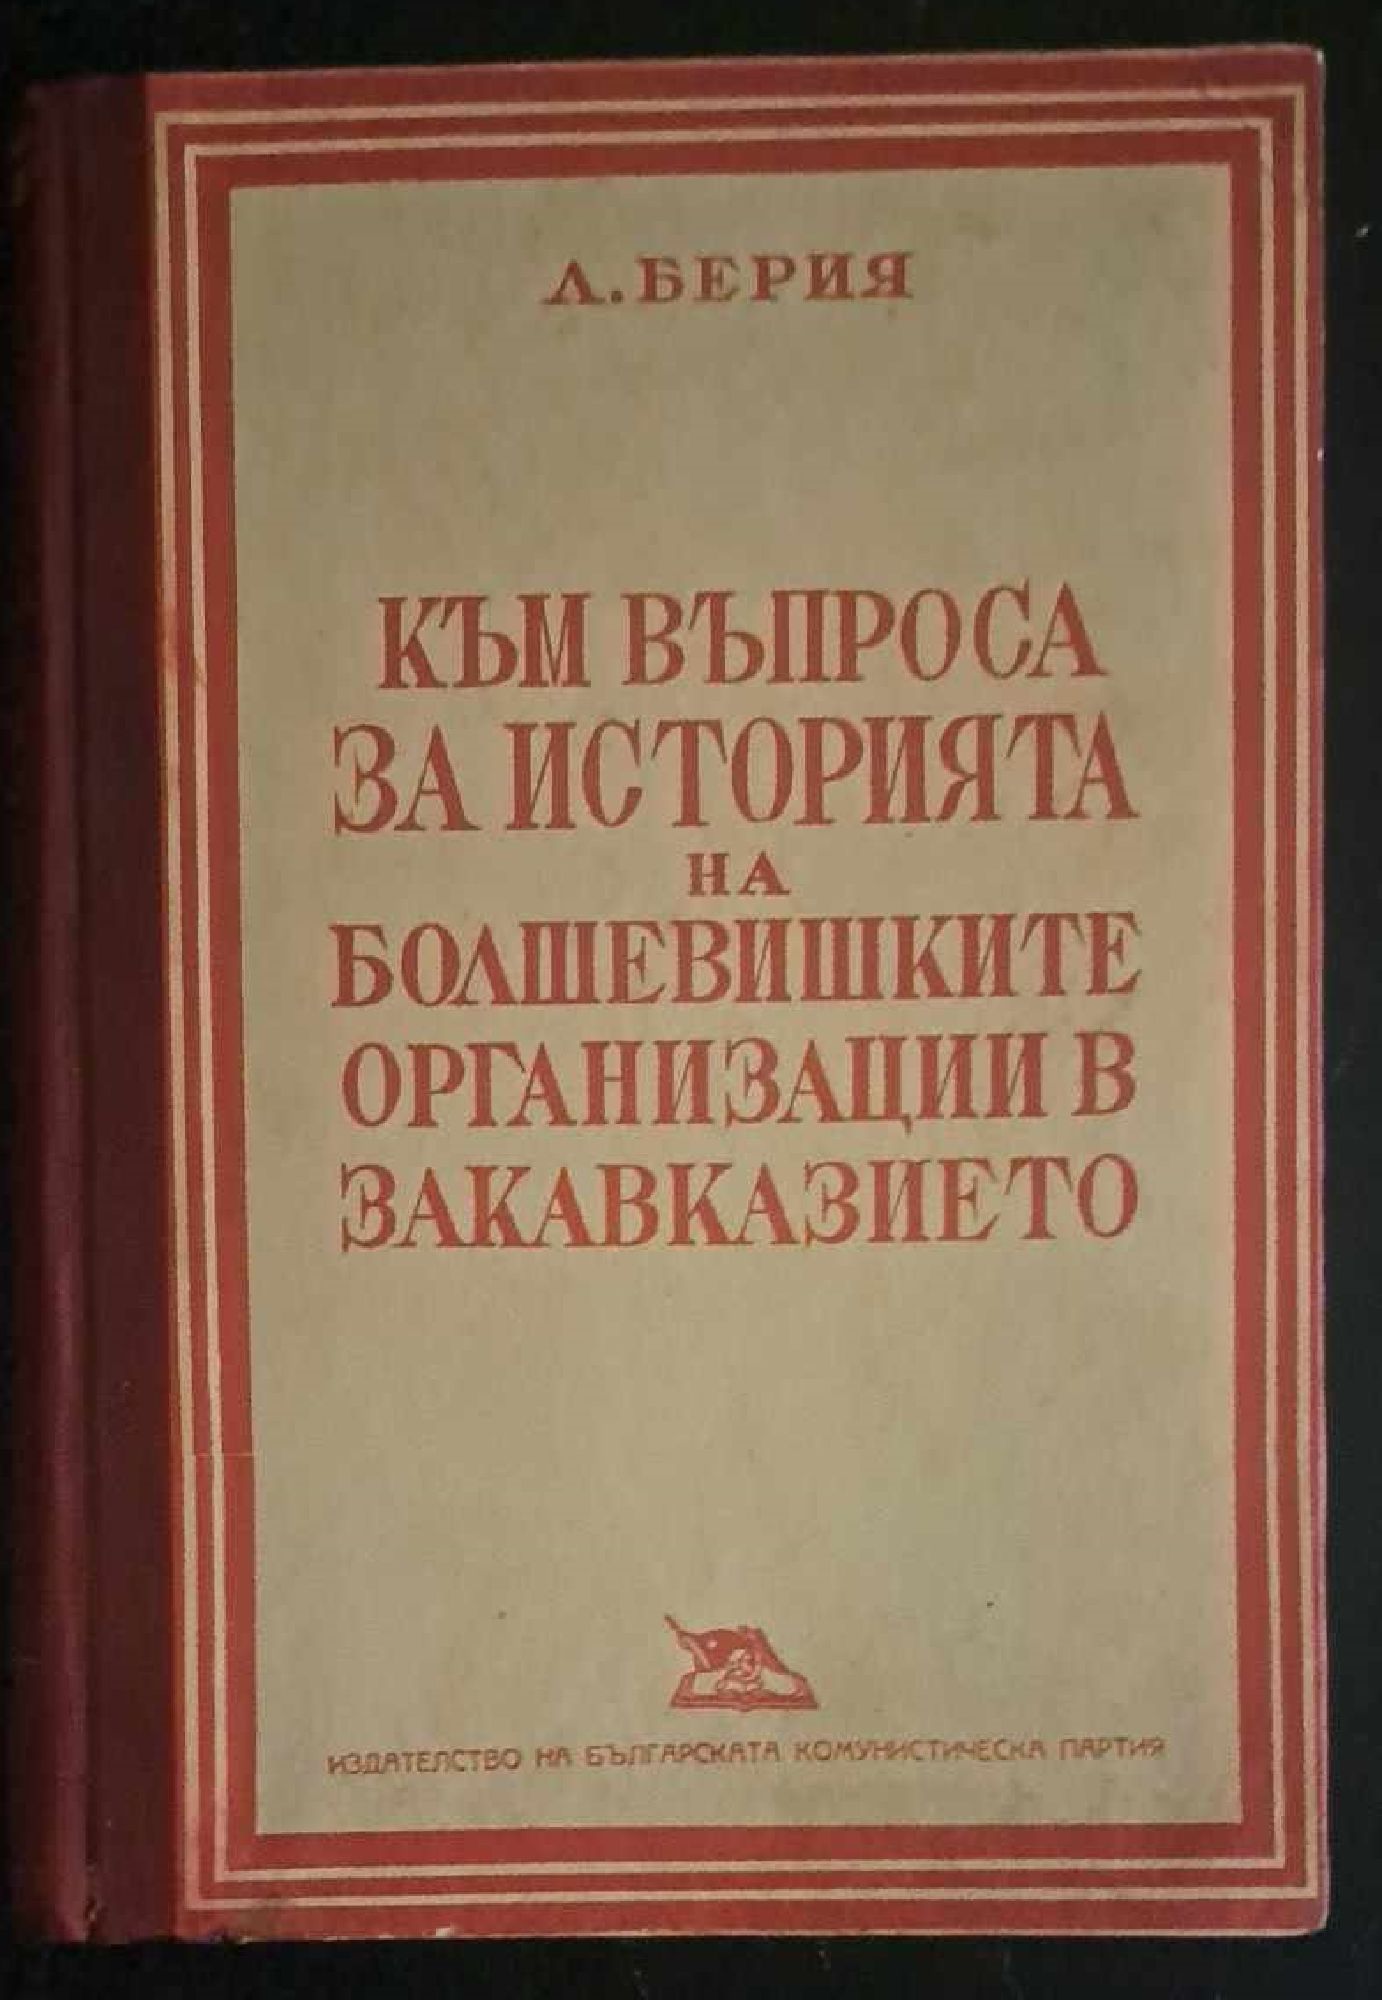 Л. БЕРИЯ
КЪМ ВЪПРОСА
ЗА ИСТОРИЯТА
НА
БОЛШЕВИШКИТЕ
ОРГАНИЗАЦИИ В
ЗАКАВКАЗИЕТО
ИЗДАТЕЛСТВО НА БЪЛГАРСКАТА КОМУНИСТИЧЕСКА ПАРТИЯ